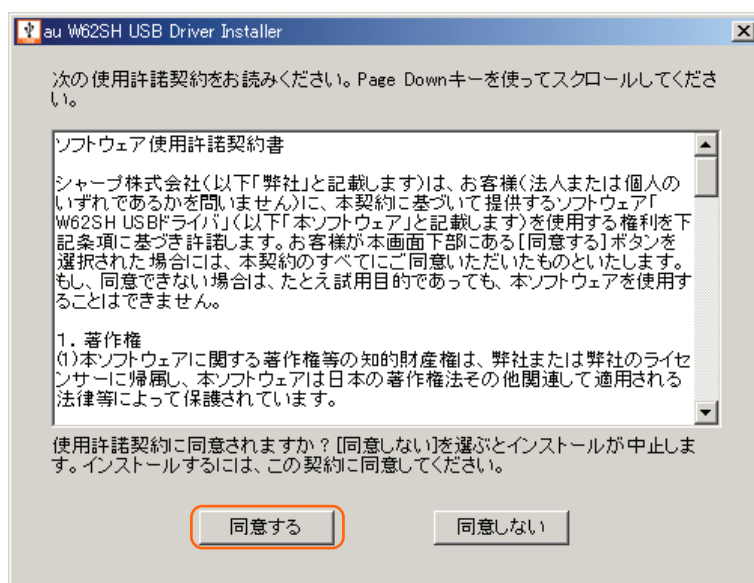 au W62SH USB Driver Installer
次の使用許諾契約をお読みください。Page Downキーを使ってスクロールしてくださ
い。
ソフトウェア使用許諾契約書
シャープ株式会社(以下「弊社」と記載します)は、お客様(法人または個人の
いずれであるかを問いません)に、本契約に基づいて提供するソフトウェア「
W62SH USBドライバ」(以下「本ソフトウェア」と記載します)を使用する権利を下
記条項に基づき許諾します。お客様が本画面下部にある[同意する]ボタンを
選択された場合には、本契約のすべてにご同意いただいたものといたします。
もし、同意できない場合は、たとえ試用目的であっても、本ソフトウェアを使用す
ることはできません。
1．著作権
(1)本ソフトウェアに関する著作権等の知的財産権は、弊社または弊社のライセ
ンサーに帰属し、本ソフトウェアは日本の著作権法その他関連して適用される
法律等によって保護されています。
使用許諾契約に同意されますか？[同意しない]を選ぶとインストールが中止しま
す。インストールするには、この契約に同意してください。
同意する
同意しない